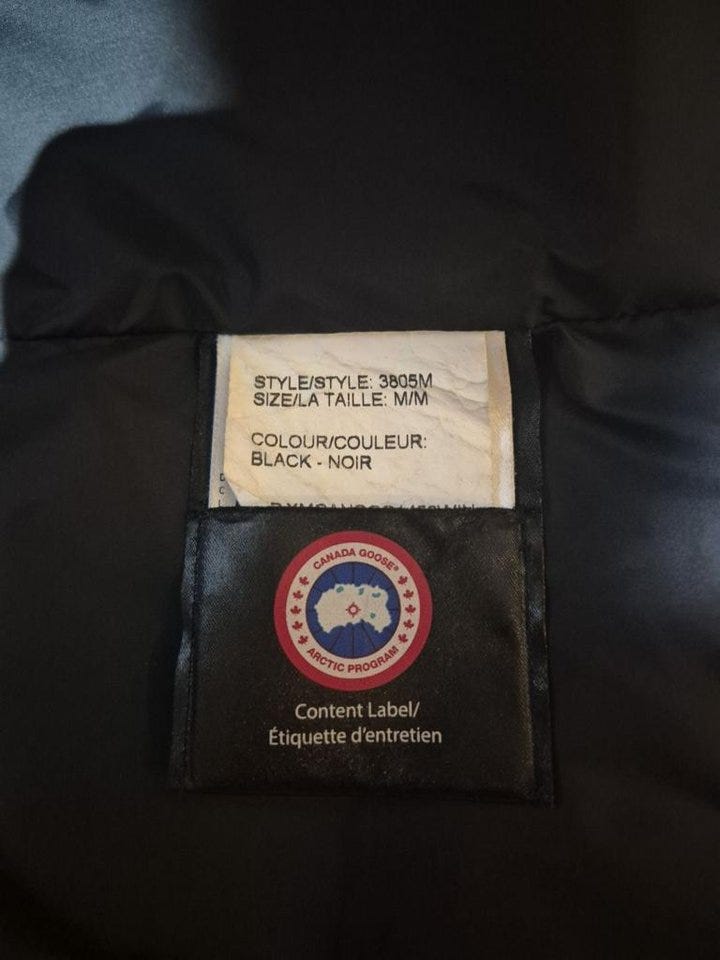 STYLE/STYLE: 3805M
SIZE/LA TAILLE: M/M
COLOUR/COULEUR:
BLACK - NOIR
CANADA GOOSE®
ARCTIC PROGRAM
Content Label/
Étiquette d'entretien